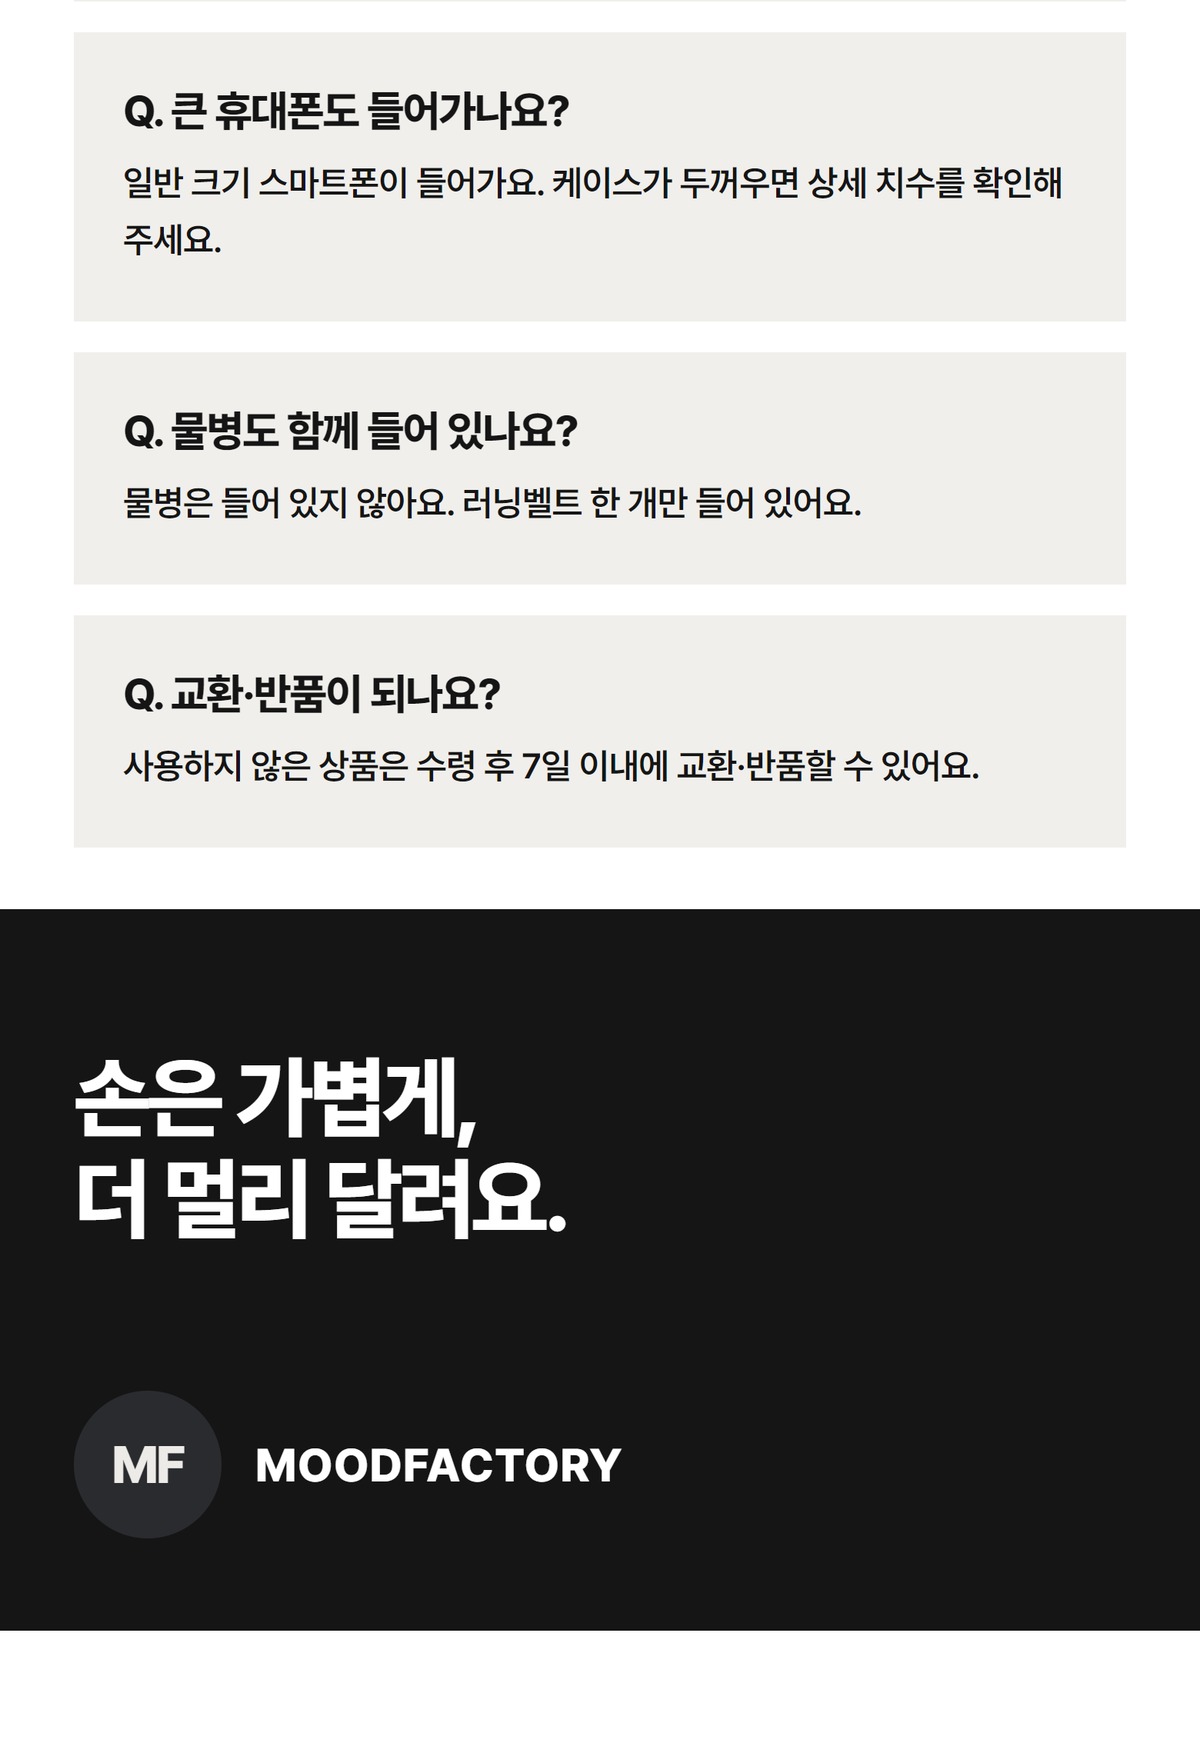 Q. 큰 휴대폰도 들어가나요?
일반 크기 스마트폰이 들어가요. 케이스가 두꺼우면 상세 치수를 확인해
주세요.
Q. 물병도 함께 들어 있나요?
물병은 들어 있지 않아요. 러닝벨트 한 개만 들어 있어요.
Q. 교환·반품이 되나요?
사용하지 않은 상품은 수령 후 7일 이내에 교환·반품할 수 있어요.
손은 가볍게,
더 멀리 달려요.
MF MOODFACTORY